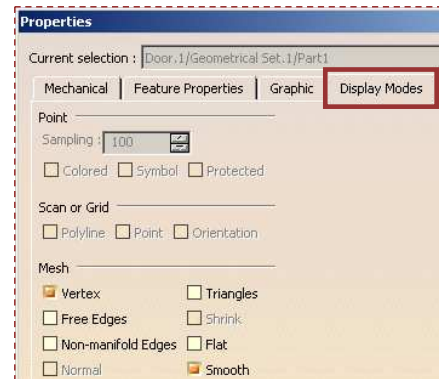 Properties
Current selection : Door.1/Geometrical Set.1/Part1
Mechanical Feature Properties Graphic Display Modes
Point
Sampling : 100
Colored Symbol Protected
Scan or Grid
Polyline Point Orientation
Mesh
Vertex Triangles
Free Edges Shrink
Non-manifold Edges Flat
Normal Smooth